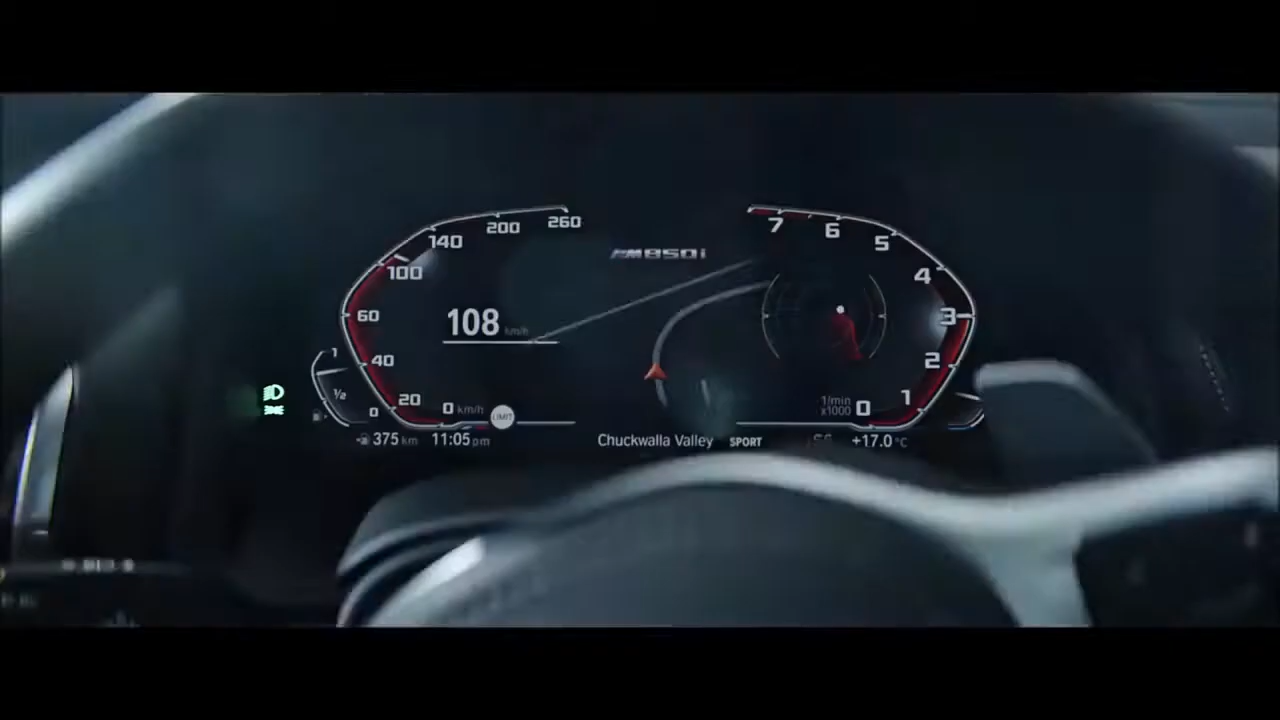 260
200
140
100
60
40
20
0 km/h
M850i
7
6
5
4
3
2
1
0
108 km/h
1
1/2
0
LIMIT
1/min
x1000
375 km 11:05 pm
Chuckwalla Valley SPORT
+17.0 °C